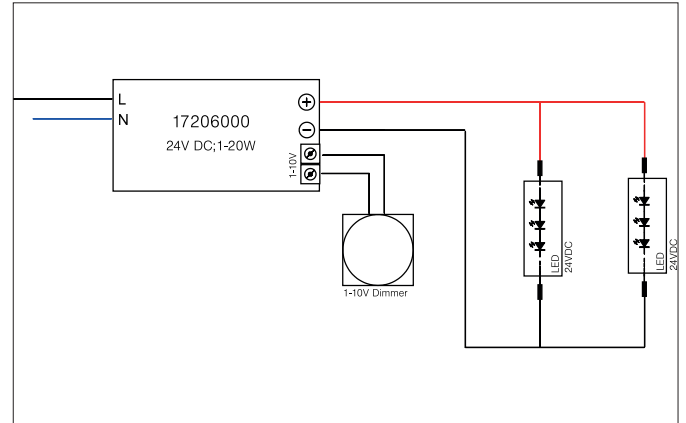 L
N
17206000
24V DC;1-20W
+
−
1-10V
1-10V Dimmer
LED
24VDC
LED
24VDC